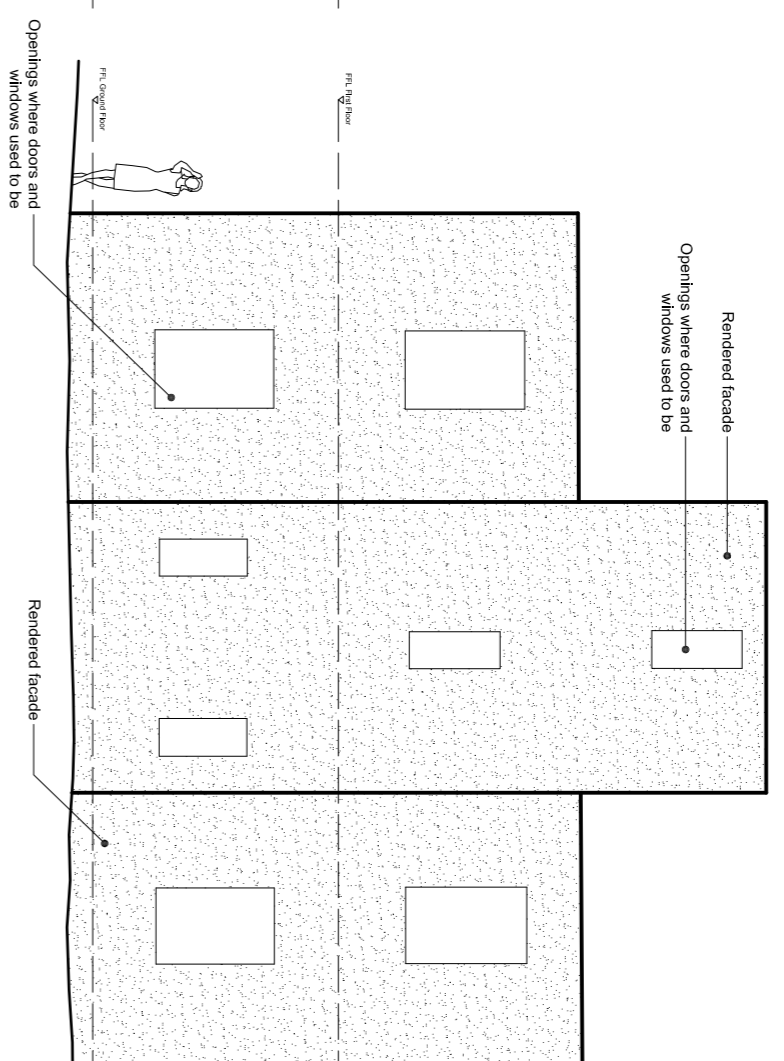 Rendered facade
Openings where doors and
windows used to be
FFL First Floor
FFL Ground Floor
Openings where doors and
windows used to be
Rendered facade